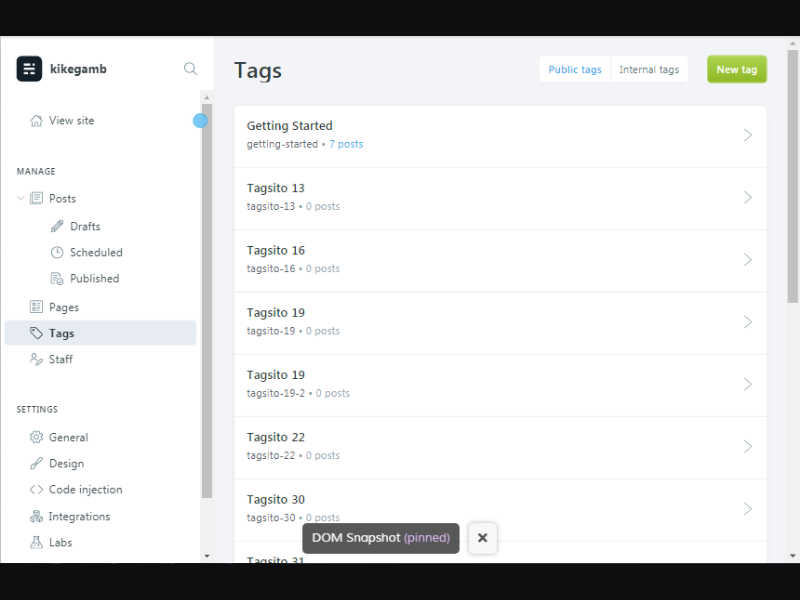 kikegamb
View site
MANAGE
Posts
Drafts
Scheduled
Published
Pages
Tags
Staff
SETTINGS
General
Design
Code injection
Integrations
Labs
Tags
Public tags
Internal tags
New tag
Getting Started
getting-started • 7 posts
Tagsito 13
tagsito-13 • 0 posts
Tagsito 16
tagsito-16 • 0 posts
Tagsito 19
tagsito-19 • 0 posts
Tagsito 19
tagsito-19-2 • 0 posts
Tagsito 22
tagsito-22 • 0 posts
Tagsito 30
tagsito-30 • 0 posts
Tagsito 31
DOM Snapshot (pinned)